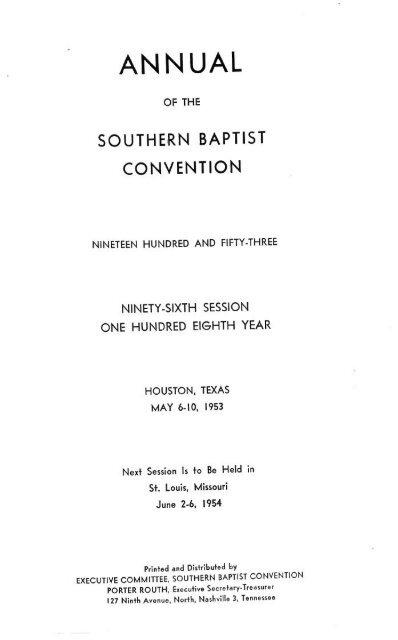 ANNUAL
OF THE
SOUTHERN BAPTIST
CONVENTION
NINETEEN HUNDRED AND FIFTY-THREE
NINETY-SIXTH SESSION
ONE HUNDRED EIGHTH YEAR
HOUSTON, TEXAS
MAY 6-10, 1953
Next Session Is to Be Held in
St. Louis, Missouri
June 2-6, 1954
Printed and Distributed by
EXECUTIVE COMMITTEE, SOUTHERN BAPTIST CONVENTION
PORTER ROUTH, Executive Secretary-Treasurer
127 Ninth Avenue, North, Nashville 3, Tennessee